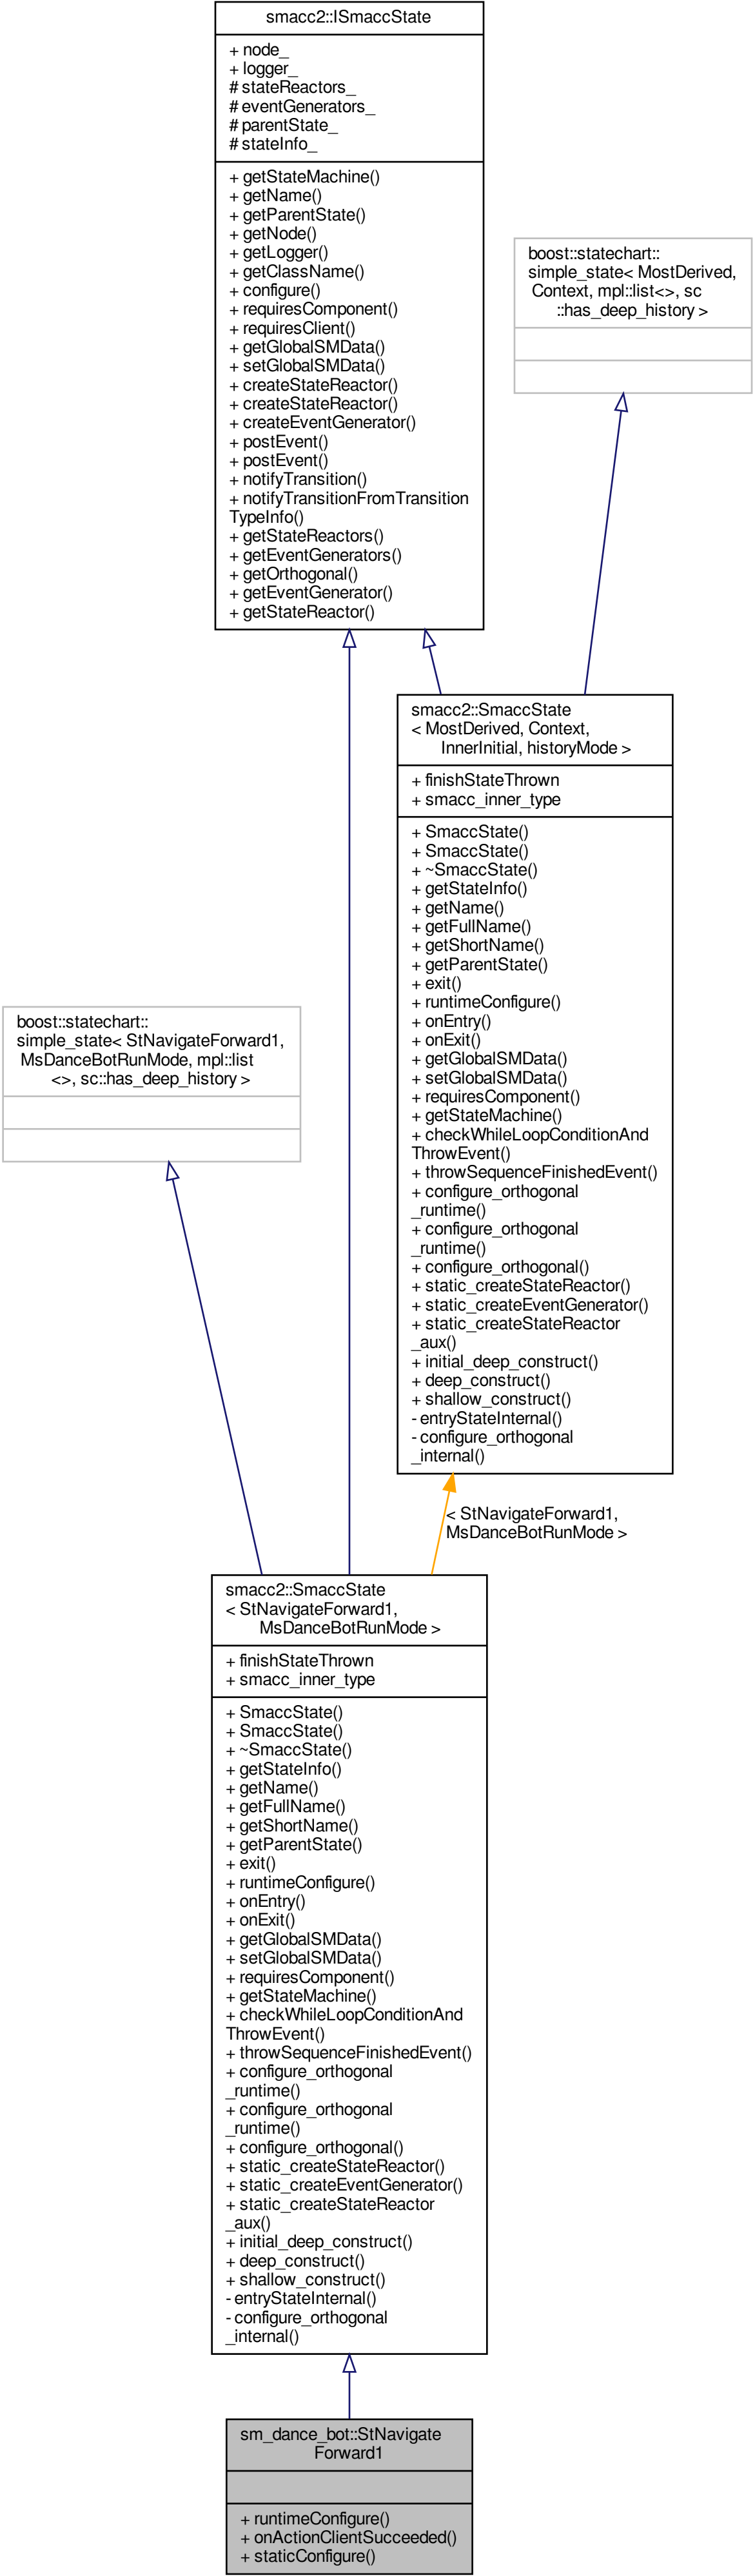 smacc2::ISmaccState
+ node_
+ logger_
# stateReactors_
# eventGenerators_
# parentState_
# stateInfo_
+ getStateMachine()
+ getName()
+ getParentState()
+ getNode()
+ getLogger()
+ getClassName()
+ configure()
+ requiresComponent()
+ requiresClient()
+ getGlobalSMData()
+ setGlobalSMData()
+ createStateReactor()
+ createStateReactor()
+ createEventGenerator()
+ postEvent()
+ postEvent()
+ notifyTransition()
+ notifyTransitionFromTransition
TypeInfo()
+ getStateReactors()
+ getEventGenerators()
+ getOrthogonal()
+ getEventGenerator()
+ getStateReactor()
boost::statechart::
simple_state< MostDerived,
Context, mpl::list<>, sc
::has_deep_history >
smacc2::SmaccState
< MostDerived, Context,
InnerInitial, historyMode >
+ finishStateThrown
+ smacc_inner_type
+ SmaccState()
+ SmaccState()
+ ~SmaccState()
+ getStateInfo()
+ getName()
+ getFullName()
+ getShortName()
+ getParentState()
+ exit()
+ runtimeConfigure()
+ onEntry()
+ onExit()
+ getGlobalSMData()
+ setGlobalSMData()
+ requiresComponent()
+ getStateMachine()
+ checkWhileLoopConditionAnd
ThrowEvent()
+ throwSequenceFinishedEvent()
+ configure_orthogonal
_runtime()
+ configure_orthogonal
_runtime()
+ configure_orthogonal()
+ static_createStateReactor()
+ static_createEventGenerator()
+ static_createStateReactor
_aux()
+ initial_deep_construct()
+ deep_construct()
+ shallow_construct()
- entryStateInternal()
- configure_orthogonal
_internal()
boost::statechart::
simple_state< StNavigateForward1,
MsDanceBotRunMode, mpl::list
<>, sc::has_deep_history >
< StNavigateForward1,
MsDanceBotRunMode >
smacc2::SmaccState
< StNavigateForward1,
MsDanceBotRunMode >
+ finishStateThrown
+ smacc_inner_type
+ SmaccState()
+ SmaccState()
+ ~SmaccState()
+ getStateInfo()
+ getName()
+ getFullName()
+ getShortName()
+ getParentState()
+ exit()
+ runtimeConfigure()
+ onEntry()
+ onExit()
+ getGlobalSMData()
+ setGlobalSMData()
+ requiresComponent()
+ getStateMachine()
+ checkWhileLoopConditionAnd
ThrowEvent()
+ throwSequenceFinishedEvent()
+ configure_orthogonal
_runtime()
+ configure_orthogonal
_runtime()
+ configure_orthogonal()
+ static_createStateReactor()
+ static_createEventGenerator()
+ static_createStateReactor
_aux()
+ initial_deep_construct()
+ deep_construct()
+ shallow_construct()
- entryStateInternal()
- configure_orthogonal
_internal()
sm_dance_bot::StNavigate
Forward1
+ runtimeConfigure()
+ onActionClientSucceeded()
+ staticConfigure()